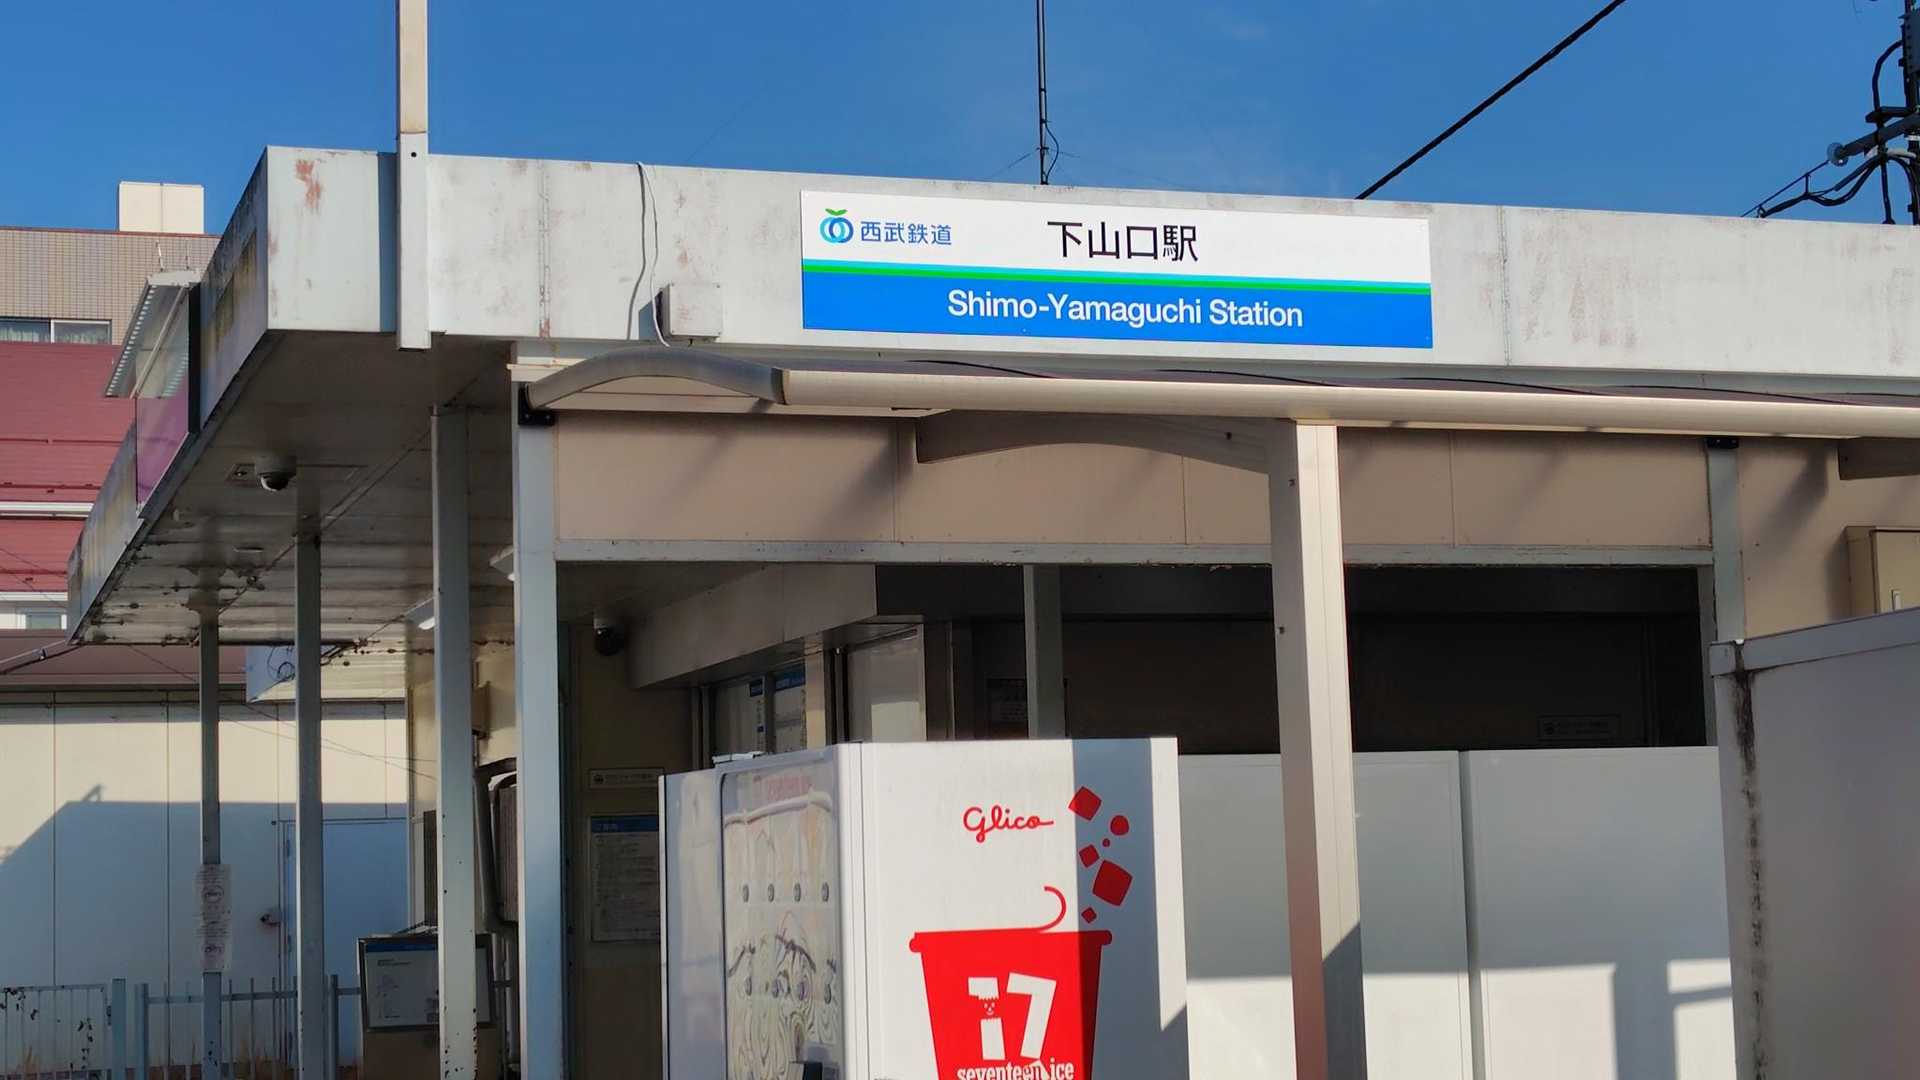 西武鉄道
下山口駅
Shimo-Yamaguchi Station
Glico
17
seventeen ice